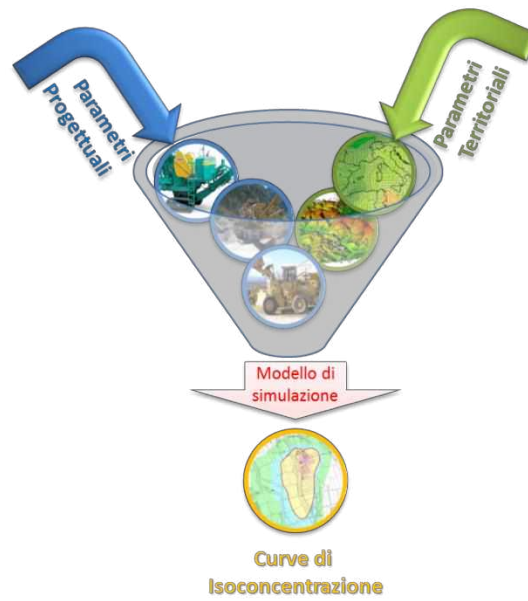 Parametri
Progettuali
Parametri
Territoriali
Modello di
simulazione
Curve di
Isoconcentrazione